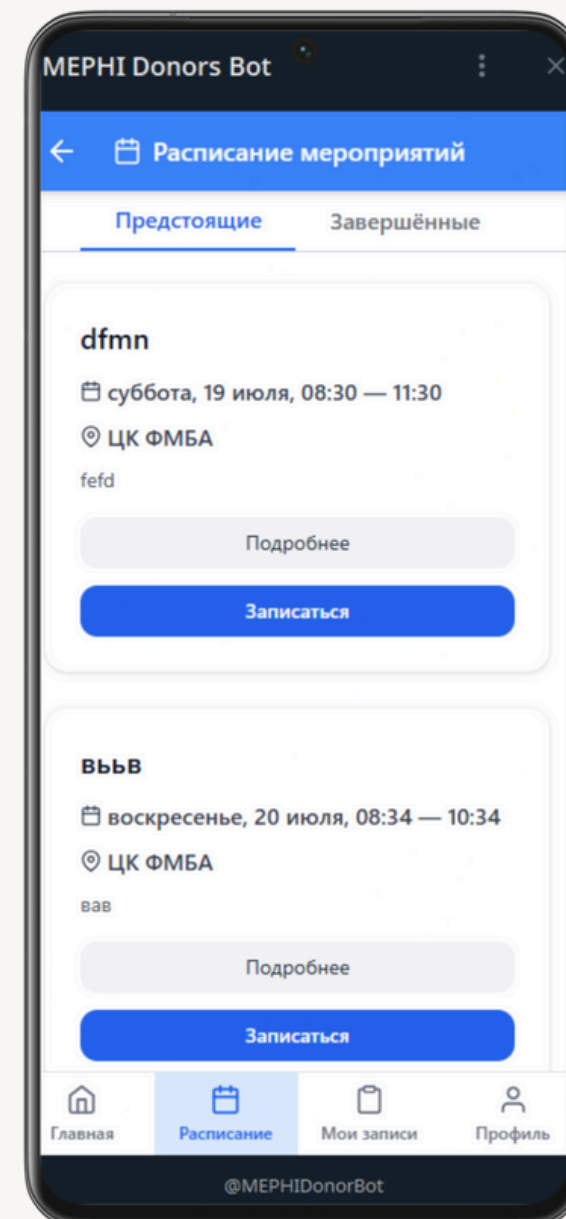 MEPHI Donors Bot
Расписание мероприятий
Предстоящие Завершённые
dfmn
суббота, 19 июля, 08:30 — 11:30
ЦК ФМБА
fefd
Подробнее
Записаться
вььв
воскресенье, 20 июля, 08:34 — 10:34
ЦК ФМБА
вав
Подробнее
Записаться
Главная Расписание Мои записи Профиль
@MEPHIDonorBot